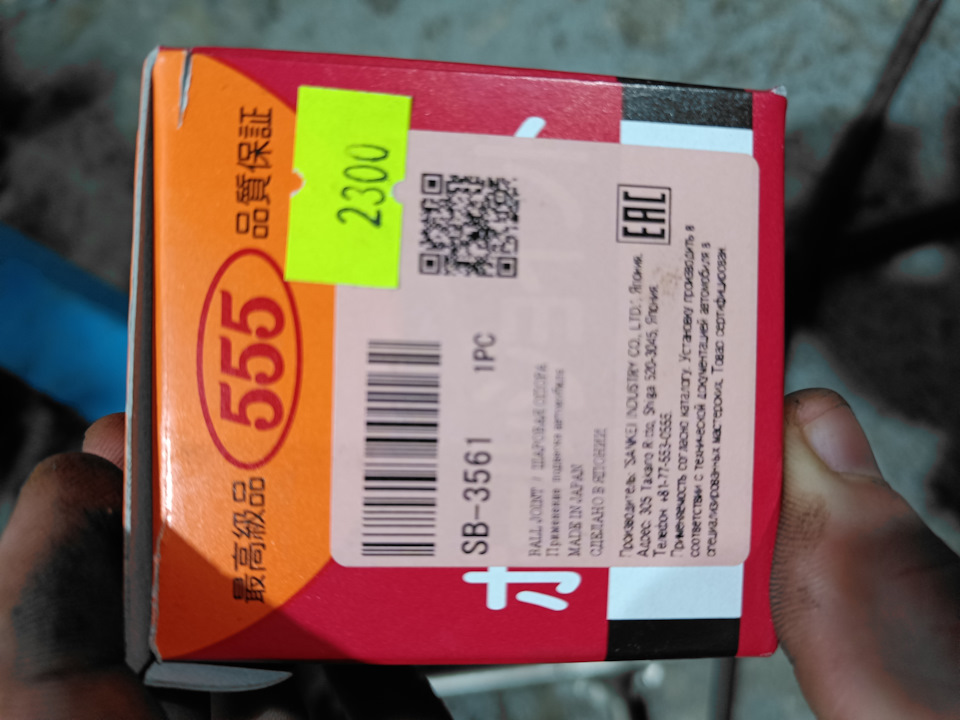 最高級品 555 品質保証
2300
SB-3561 1PC
BALL JOINT / ШАРОВАЯ ОПОРА
MADE IN JAPAN
СДЕЛАНО В ЯПОНИИ
EAC
Производитель: "SANKEI INDUSTRY CO., LTD.", Япония.
Адрес: 305 Takano Ritto, Shiga 520-3045, Япония.
Телефон +81-77-553-0555.
Применяемость согласно каталогу. Установку производить в
соответствии с технической документацией автомобиля в
специализированных мастерских. Товар сертифицирован.